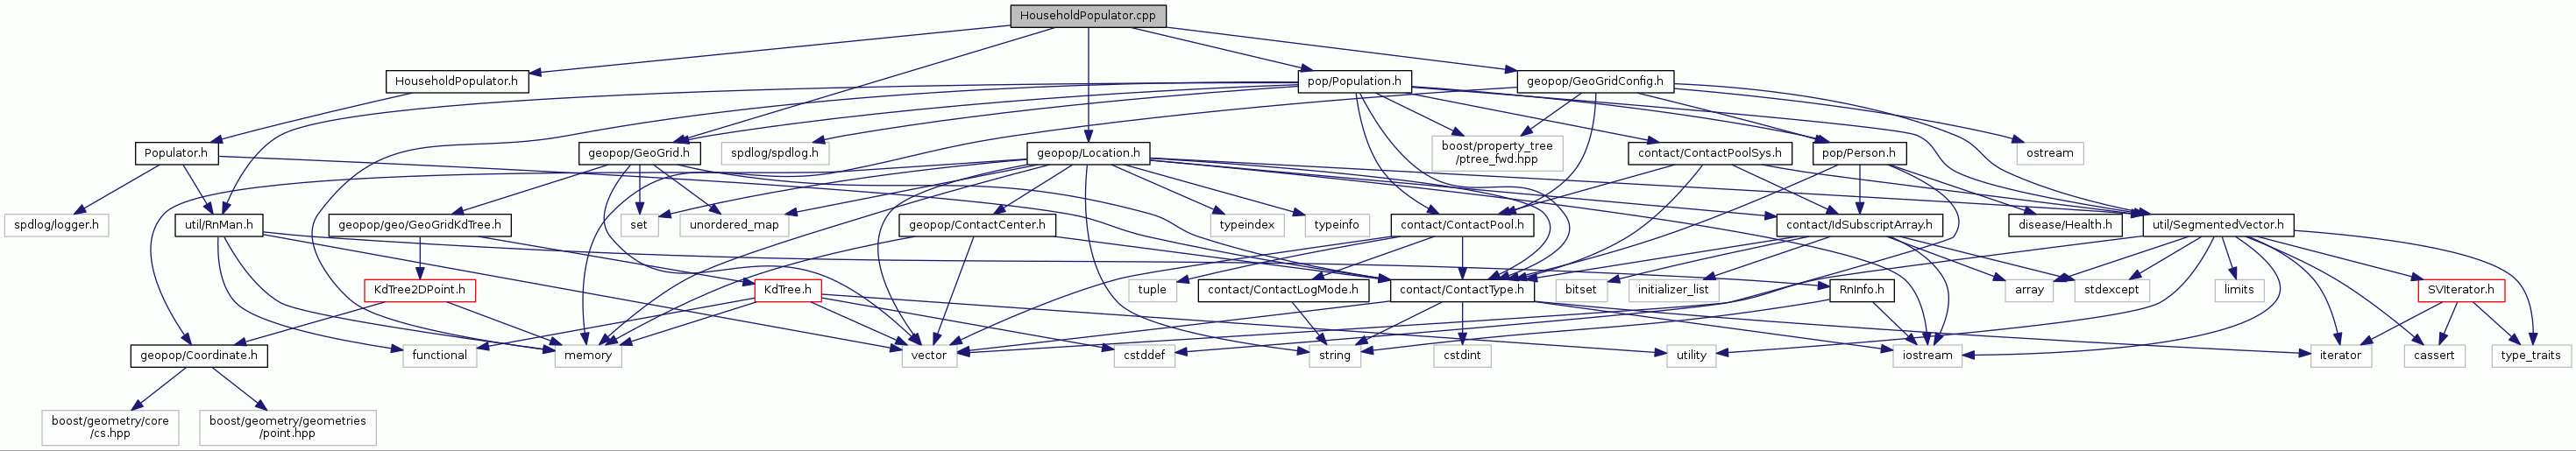 HouseholdPopulator.cpp
HouseholdPopulator.h
pop/Population.h
geopop/GeoGridConfig.h
Populator.h
geopop/GeoGrid.h
spdlog/spdlog.h
geopop/Location.h
boost/property_tree
/ptree_fwd.hpp
contact/ContactPoolSys.h
pop/Person.h
ostream
spdlog/logger.h
util/RnMan.h
geopop/geo/GeoGridKdTree.h
set
unordered_map
geopop/ContactCenter.h
typeindex
typeinfo
contact/ContactPool.h
contact/IdSubscriptArray.h
disease/Health.h
util/SegmentedVector.h
KdTree2DPoint.h
KdTree.h
tuple
contact/ContactLogMode.h
contact/ContactType.h
bitset
initializer_list
RnInfo.h
array
stdexcept
limits
SVIterator.h
geopop/Coordinate.h
functional
memory
vector
cstddef
string
cstdint
utility
iostream
iterator
cassert
type_traits
boost/geometry/core
/cs.hpp
boost/geometry/geometries
/point.hpp